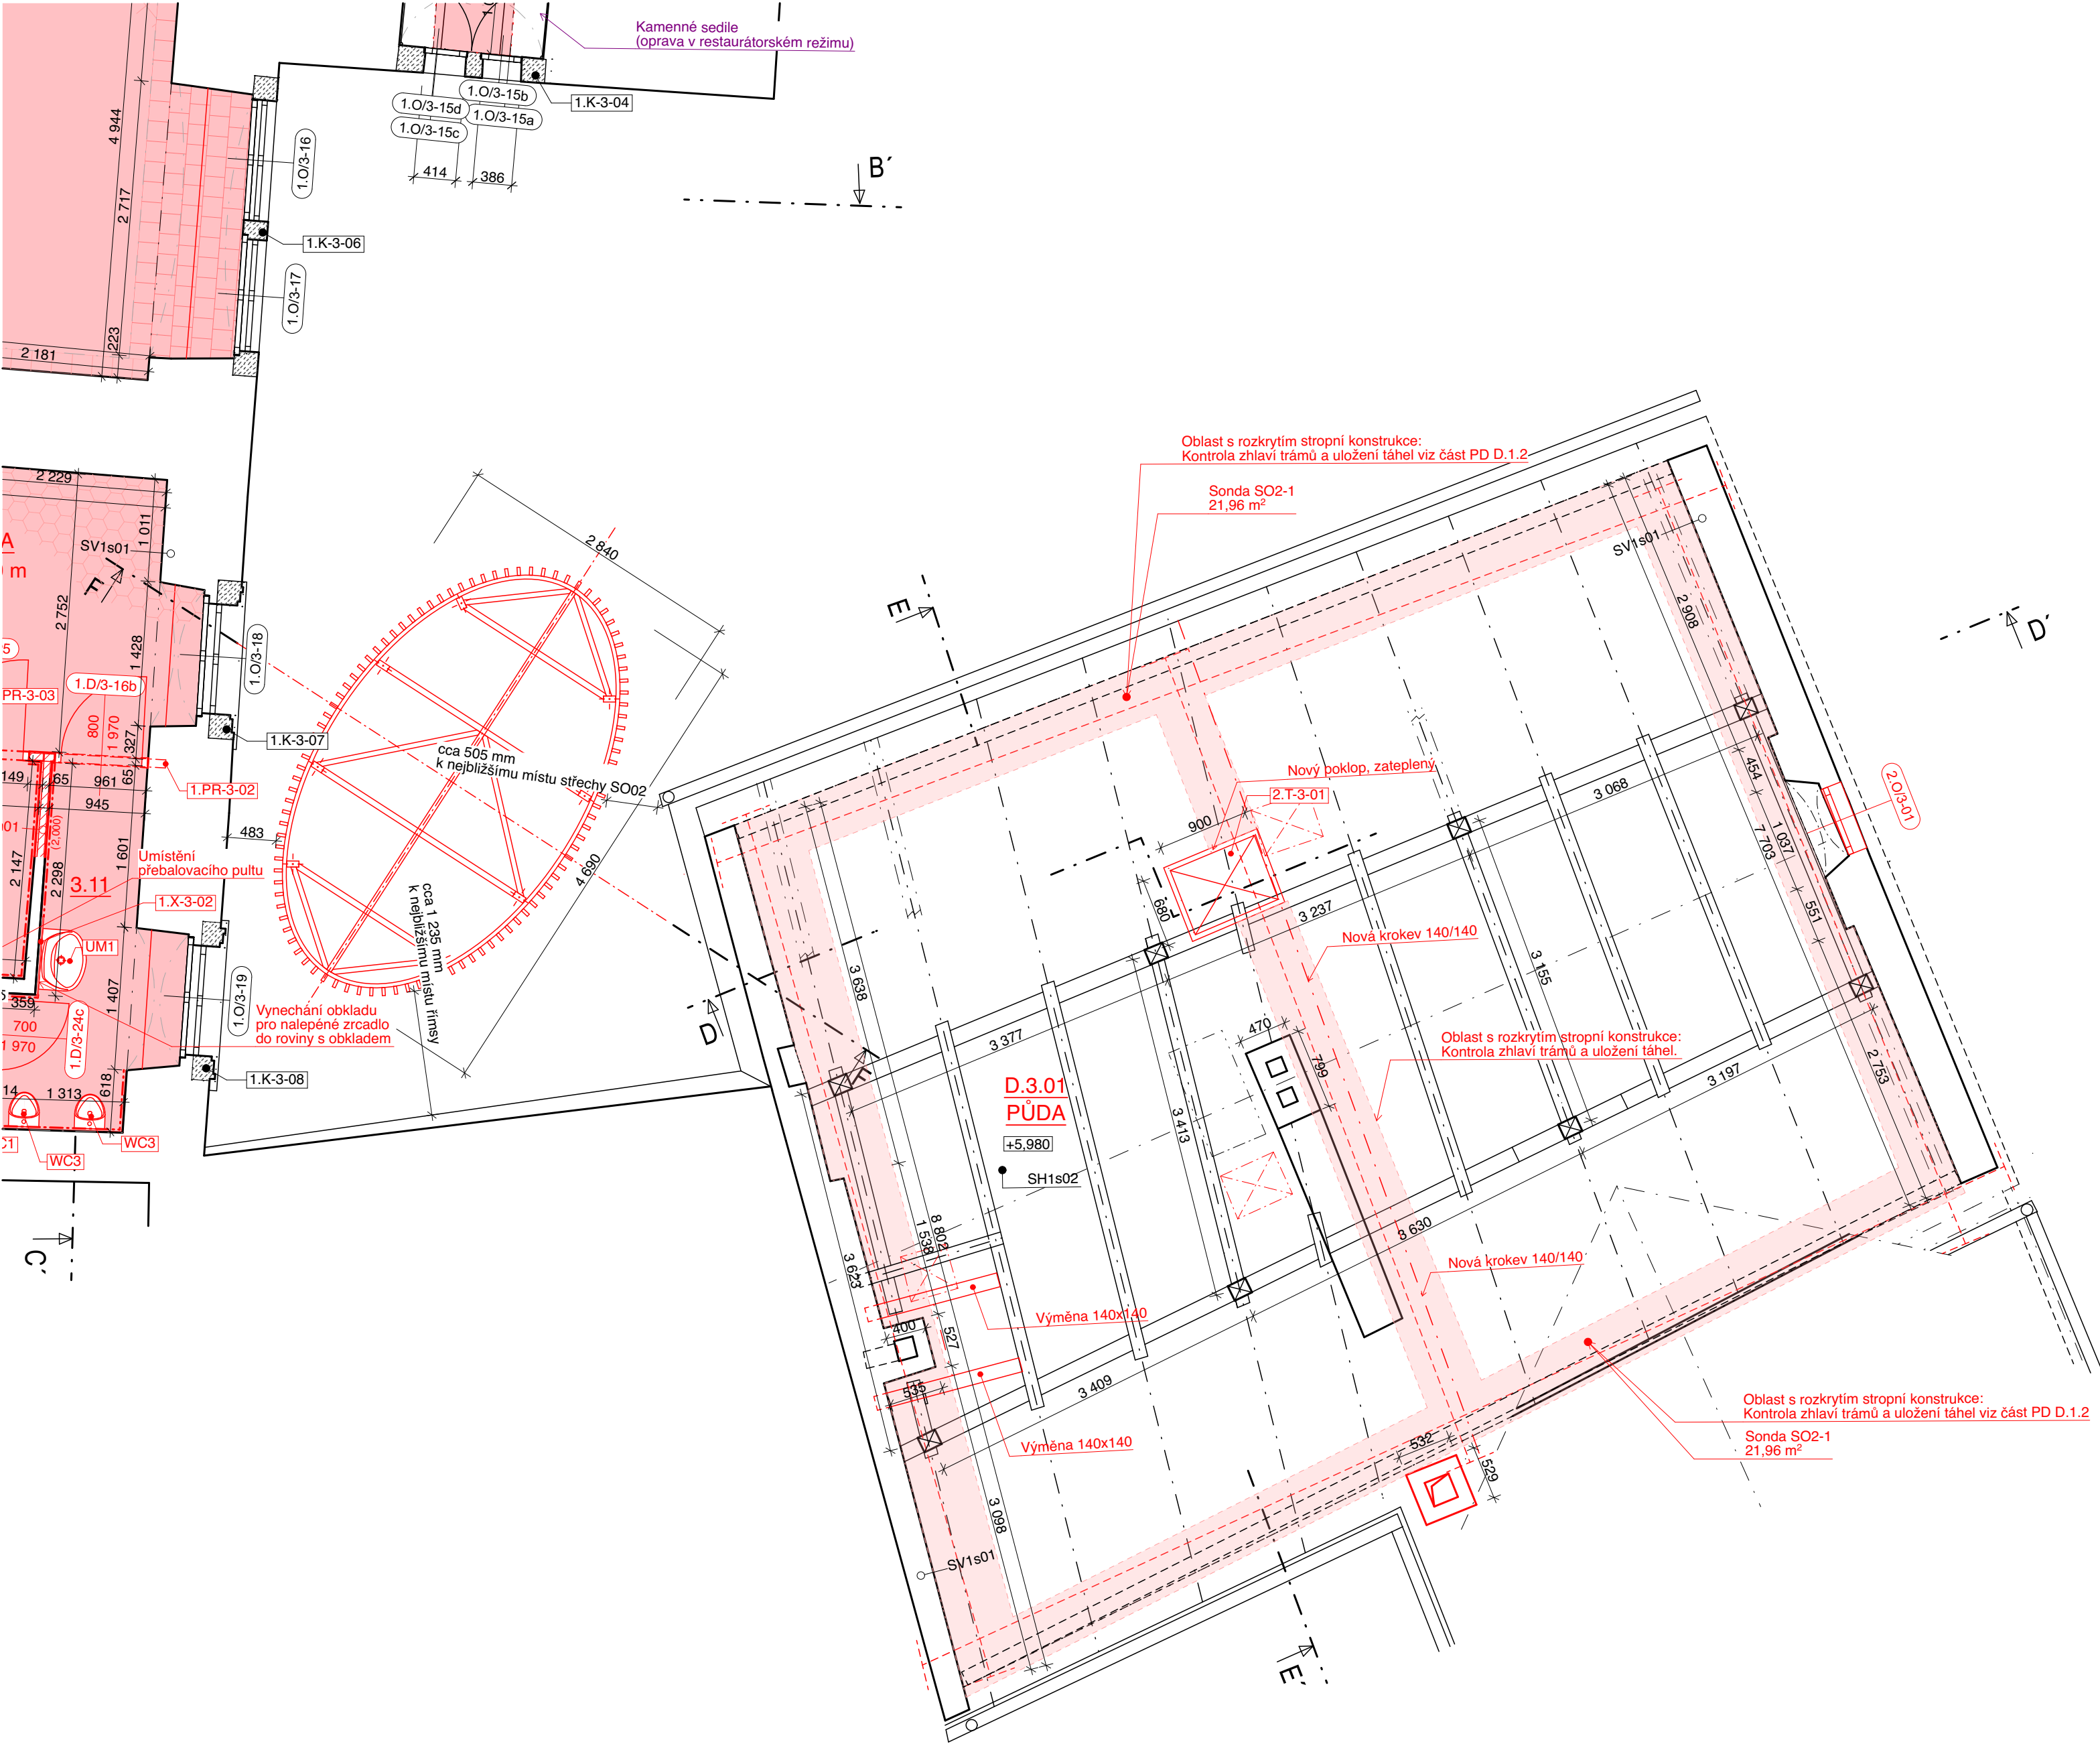 Kamenné sedile
(oprava v restaurátorském režimu)
1.O/3-15b
1.O/3-15d
1.O/3-15a
1.O/3-15c
1.K-3-04
414
386
B´
4 944
2 717
223
2 181
1.O/3-16
1.K-3-06
1.O/3-17
2 229
1 011
SV1s01
A
m
F
2 752
1 428
1.O/3-18
PR-3-03
1.D/3-16b
800
1 970
327
65
1.K-3-07
149
65
961
945
1.PR-3-02
01
(2,000)
483
2 147
2 298
1 601
Umístění
přebalovacího pultu
3.11
1.X-3-02
UM1
359
1 407
1.O/3-19
700
1 970
1.D/3-24c
Vynechání obkladu
pro nalepéné zrcadlo
do roviny s obkladem
14
1 313
618
1.K-3-08
C1
WC3
WC3
C´
2 840
cca 505 mm
k nejbližšímu místu střechy SO02
4 690
cca 1 235 mm
k nejbližšímu místu římsy
Oblast s rozkrytím stropní konstrukce:
Kontrola zhlaví trámů a uložení táhel viz část PD D.1.2
Sonda SO2-1
21,96 m²
SV1s01
E
D´
2 908
Nový poklop, zateplený
2.T-3-01
900
680
3 068
454
1 037
7 703
551
2.O/3-01
3 237
Nová krokev 140/140
3 155
3 638
D
F´
3 377
470
799
Oblast s rozkrytím stropní konstrukce:
Kontrola zhlaví trámů a uložení táhel.
D.3.01
PŮDA
+5,980
SH1s02
3 413
3 197
2 753
8 802
1 538
3 623
3 630
Nová krokev 140/140
Výměna 140x140
400
527
535
3 409
Výměna 140x140
532
529
Oblast s rozkrytím stropní konstrukce:
Kontrola zhlaví trámů a uložení táhel viz část PD D.1.2
Sonda SO2-1
21,96 m²
3 098
SV1s01
E´